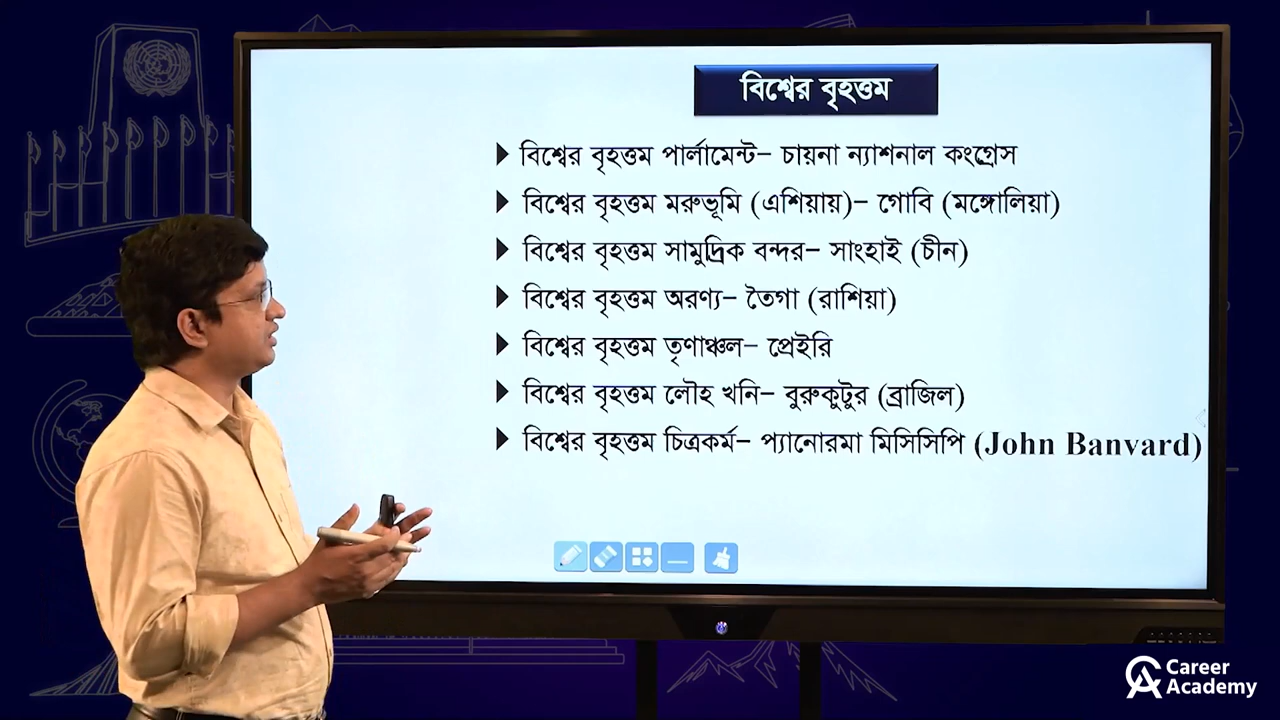 বিশ্বের বৃহত্তম
বিশ্বের বৃহত্তম পার্লামেন্ট– চায়না ন্যাশনাল কংগ্রেস
বিশ্বের বৃহত্তম মরুভূমি (এশিয়ায়)– গোবি (মঙ্গোলিয়া)
বিশ্বের বৃহত্তম সামুদ্রিক বন্দর– সাংহাই (চীন)
বিশ্বের বৃহত্তম অরণ্য– তৈগা (রাশিয়া)
বিশ্বের বৃহত্তম তৃণাঞ্চল– প্রেইরি
বিশ্বের বৃহত্তম লৌহ খনি– বুরুকুটুর (ব্রাজিল)
বিশ্বের বৃহত্তম চিত্রকর্ম– প্যানোরমা মিসিসিপি (John Banvard)
Career
Academy